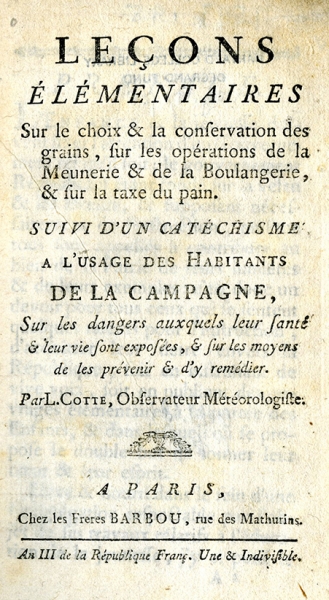 LEÇONS
ÉLÉMENTAIRES
Sur le choix & la conſervation des
grains, ſur les opérations de la
Meunerie & de la Boulangerie,
& ſur la taxe du pain.
SUIVI D'UN CATÉCHISME
A L'USAGE DES HABITANTS
DE LA CAMPAGNE,
Sur les dangers auxquels leur ſanté
& leur vie ſont expoſées, & ſur les moyens
de les prévenir & d'y remédier.
Par L. COTTE, Obſervateur Météorologiſte.
A PARIS,
Chez les Freres BARBOU, rue des Mathurins.
An III de la République Franç. Une & Indiviſible.